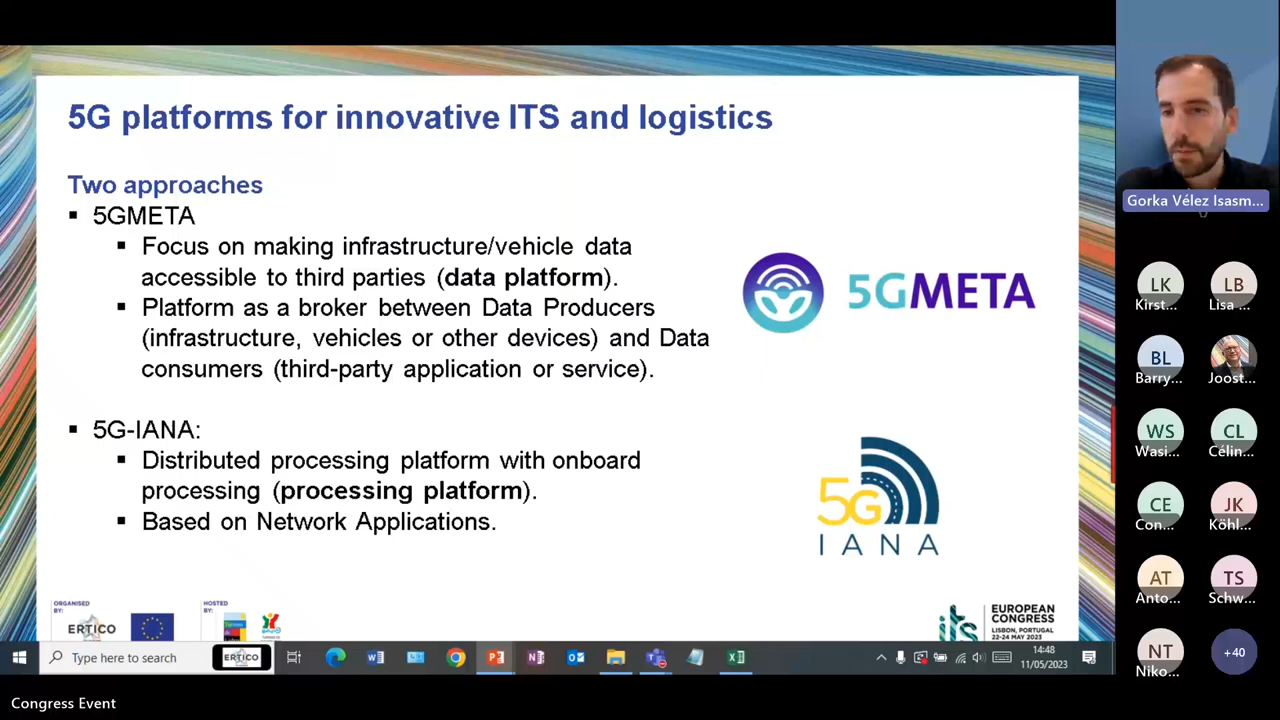 5G platforms for innovative ITS and logistics
Two approaches
5GMETA
Focus on making infrastructure/vehicle data
accessible to third parties (data platform).
Platform as a broker between Data Producers
(infrastructure, vehicles or other devices) and Data
consumers (third-party application or service).
5G-IANA:
Distributed processing platform with onboard
processing (processing platform).
Based on Network Applications.
5GMETA
5G
IANA
ORGANISED
BY:
ERTICO
HOSTED
BY:
its
EUROPEAN
CONGRESS
LISBON, PORTUGAL
22-24 MAY 2023
Type here to search
ERTICO
14:48
11/05/2023
Congress Event
Gorka Vélez Isasm...
LK
Kirst...
LB
Lisa ...
BL
Barry...
Joost...
WS
Wasi...
CL
Célin...
CE
Con...
JK
Köhl...
AT
Anto...
TS
Schw...
NT
Niko...
+40